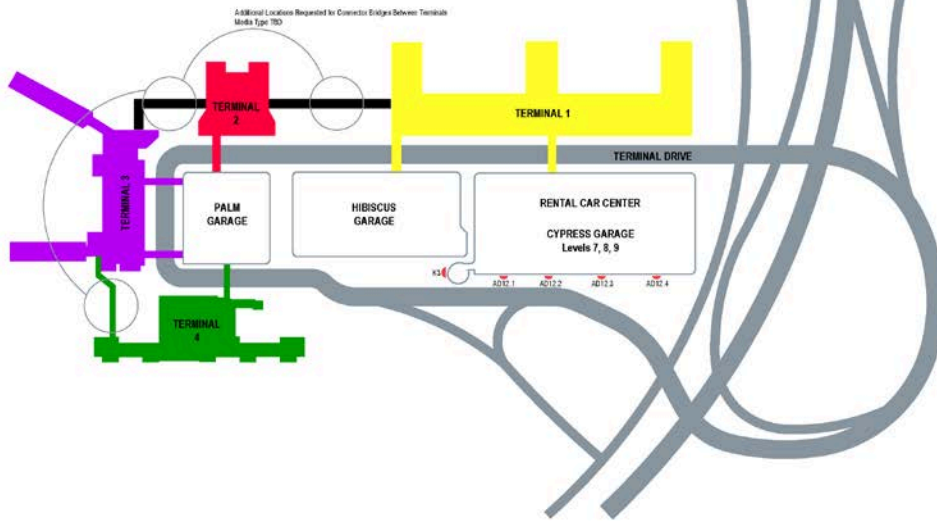 Additional Locations Requested for Connector Bridges Between Terminals
Media Type TBD
TERMINAL
2
TERMINAL 1
TERMINAL DRIVE
TERMINAL 3
PALM
GARAGE
HIBISCUS
GARAGE
RENTAL CAR CENTER
CYPRESS GARAGE
Levels 7, 8, 9
AD12.1
AD12.2
AD12.3
AD12.4
TERMINAL
4